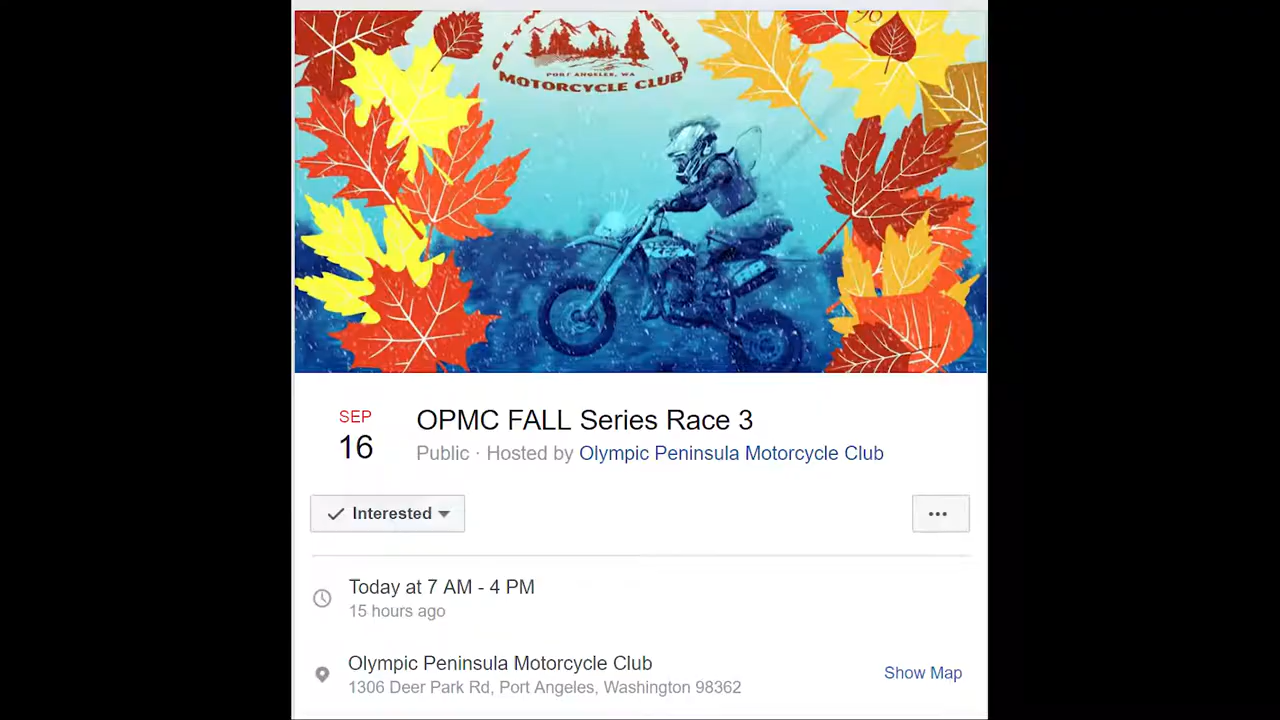 PORT ANGELES, WA
MOTORCYCLE CLUB
SEP
16
OPMC FALL Series Race 3
Public · Hosted by Olympic Peninsula Motorcycle Club
Interested
Today at 7 AM - 4 PM
15 hours ago
Olympic Peninsula Motorcycle Club
1306 Deer Park Rd, Port Angeles, Washington 98362
Show Map